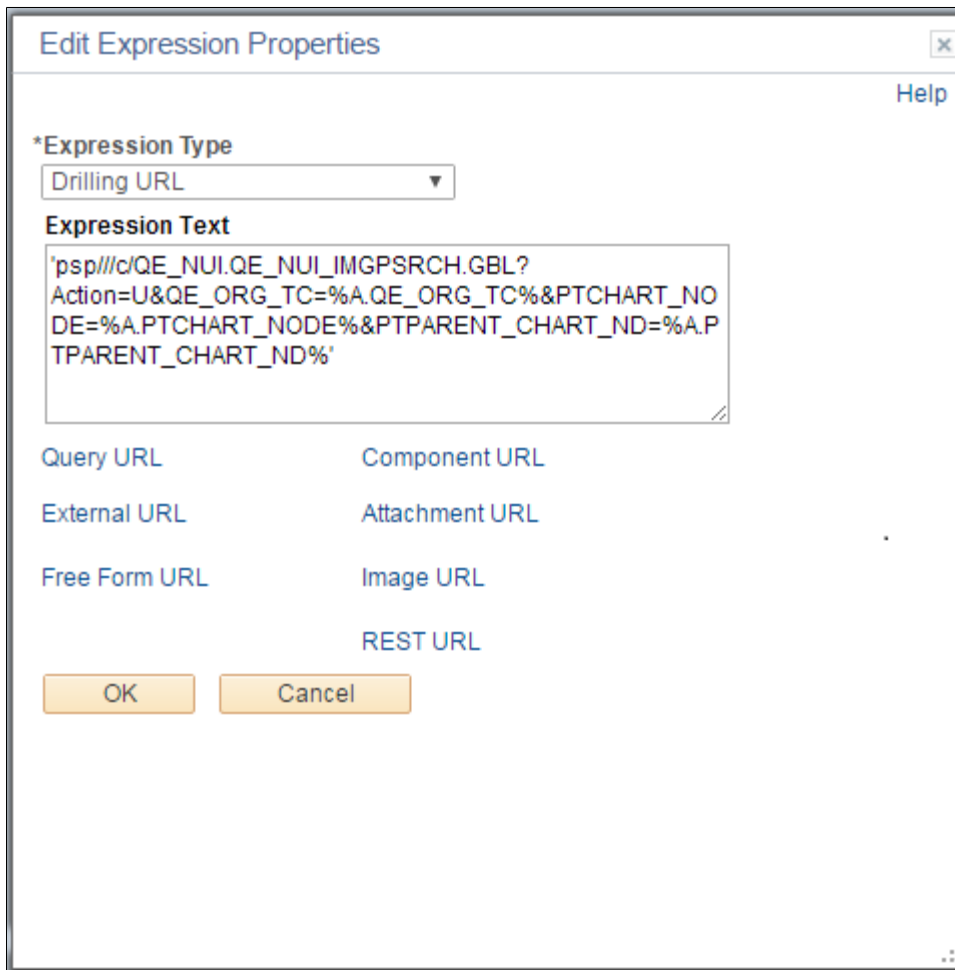 Edit Expression Properties
Help
*Expression Type
Drilling URL
Expression Text
'psp///c/QE_NUI.QE_NUI_IMGPSRCH.GBL?
Action=U&QE_ORG_TC=%A.QE_ORG_TC%&PTCHART_NO
DE=%A.PTCHART_NODE%&PTPARENT_CHART_ND=%A.P
TPARENT_CHART_ND%'
Query URL Component URL
External URL Attachment URL
Free Form URL Image URL
REST URL
OK Cancel